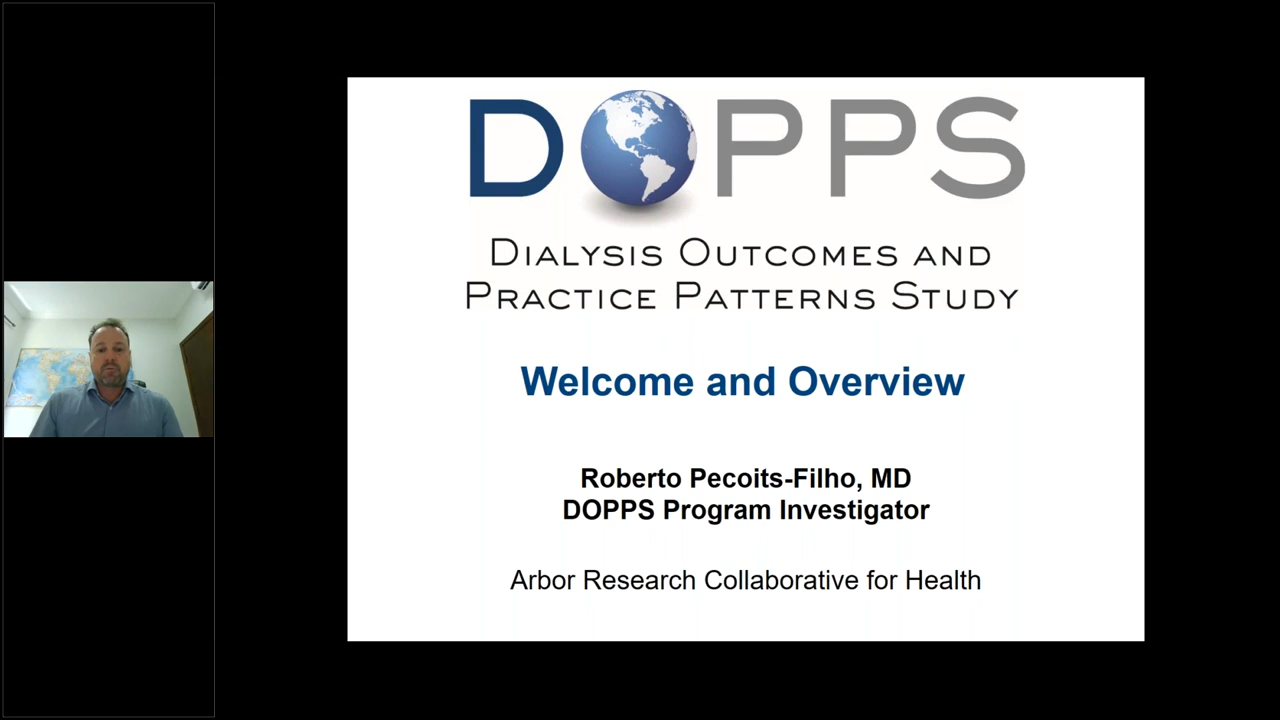 DOPPS
DIALYSIS OUTCOMES AND
PRACTICE PATTERNS STUDY
Welcome and Overview
Roberto Pecoits-Filho, MD
DOPPS Program Investigator
Arbor Research Collaborative for Health